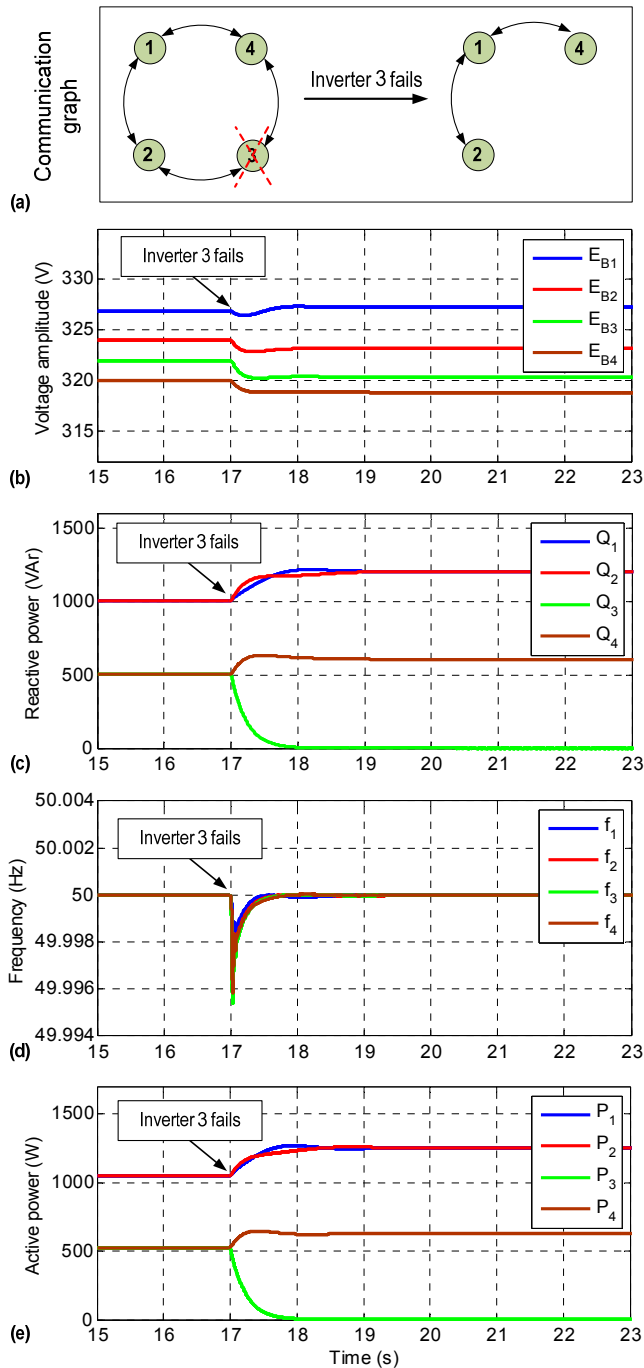 Communication graph
1
4
2
3
Inverter 3 fails
1
4
2
(a)
Voltage amplitude (V)
330
325
320
315
Inverter 3 fails
E_B1
E_B2
E_B3
E_B4
15 16 17 18 19 20 21 22 23
(b)
Reactive power (VAr)
1500
1000
500
0
Inverter 3 fails
Q_1
Q_2
Q_3
Q_4
15 16 17 18 19 20 21 22 23
(c)
Frequency (Hz)
50.004
50.002
50
49.998
49.996
49.994
Inverter 3 fails
f_1
f_2
f_3
f_4
15 16 17 18 19 20 21 22 23
(d)
Active power (W)
1500
1000
500
0
Inverter 3 fails
P_1
P_2
P_3
P_4
15 16 17 18 19 20 21 22 23
(e)
Time (s)